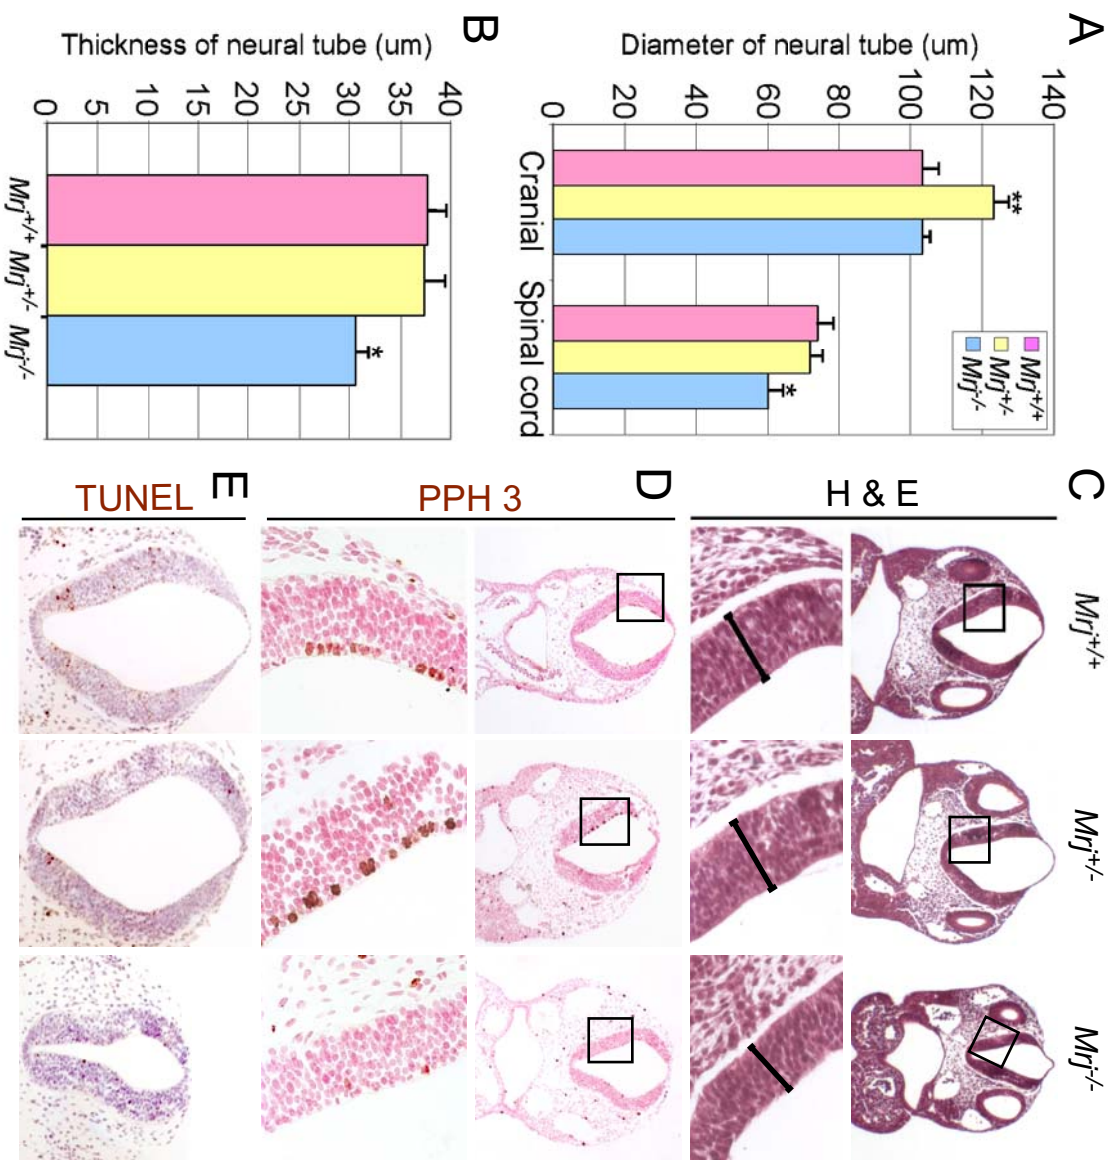 A
Diameter of neural tube (um)
0
20
40
60
80
100
120
140
**
*
Cranial
Spinal cord
Mrj+/+
Mrj+/-
Mrj-/-
B
Thickness of neural tube (um)
0
5
10
15
20
25
30
35
40
*
Mrj+/+
Mrj+/-
Mrj-/-
C
Mrj+/+
Mrj+/-
Mrj-/-
H & E
D
PPH 3
E
TUNEL